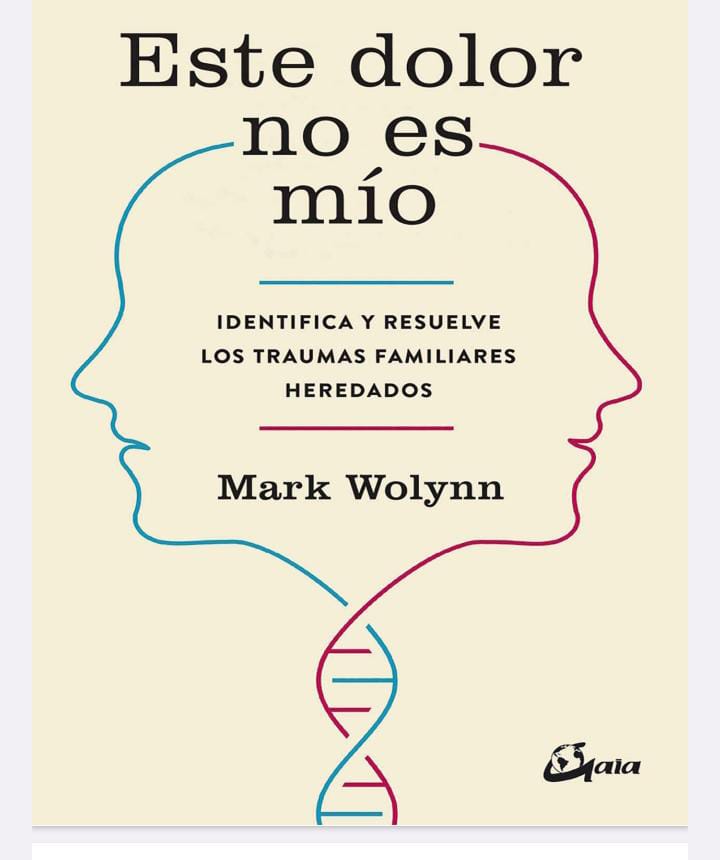 Este dolor
no es
mío
IDENTIFICA Y RESUELVE
LOS TRAUMAS FAMILIARES
HEREDADOS
Mark Wolynn
Gaia